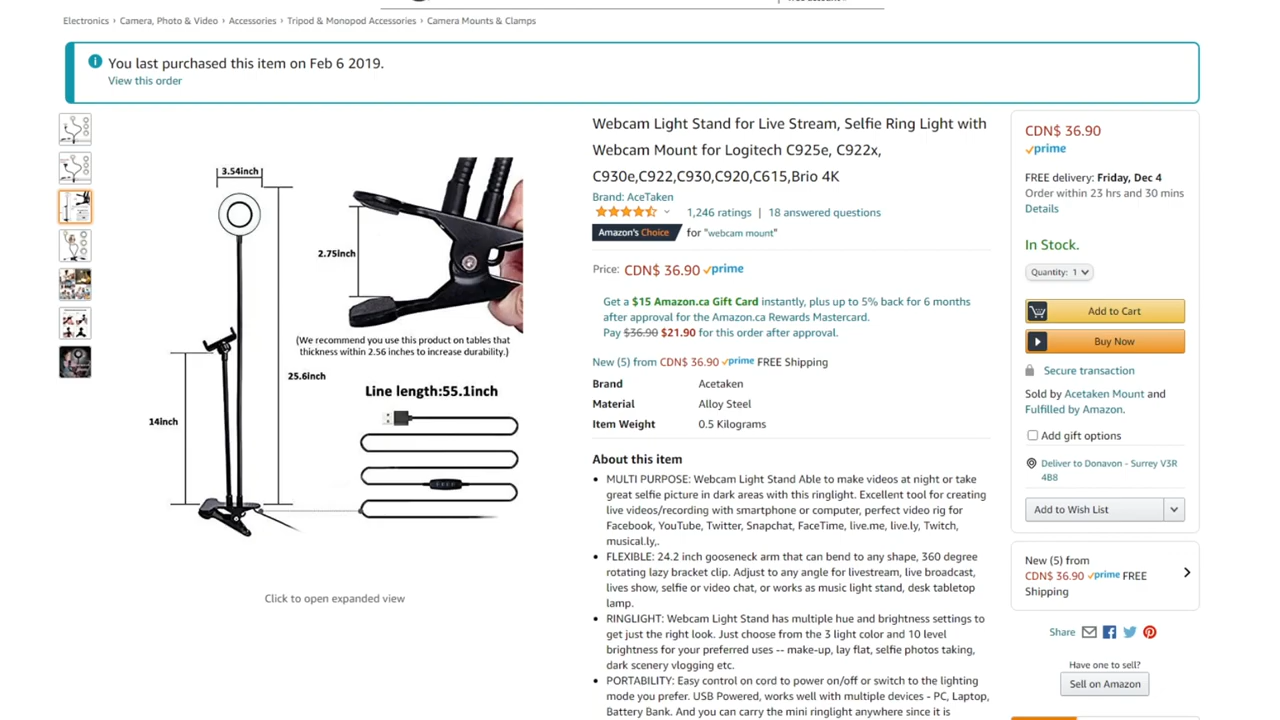 Electronics › Camera, Photo & Video › Accessories › Tripod & Monopod Accessories › Camera Mounts & Clamps
You last purchased this item on Feb 6 2019.
View this order
3.54inch
2.75inch
(We recommend you use this product on tables that
thickness within 2.56 inches to increase durability.)
25.6inch
Line length:55.1inch
14inch
Click to open expanded view
Webcam Light Stand for Live Stream, Selfie Ring Light with
Webcam Mount for Logitech C925e, C922x,
C930e,C922,C930,C920,C615,Brio 4K
Brand: AceTaken
1,246 ratings | 18 answered questions
Amazon's Choice for "webcam mount"
Price: CDN$ 36.90 prime
Get a $15 Amazon.ca Gift Card instantly, plus up to 5% back for 6 months
after approval for the Amazon.ca Rewards Mastercard.
Pay $36.90 $21.90 for this order after approval.
New (5) from CDN$ 36.90 prime FREE Shipping
Brand Acetaken
Material Alloy Steel
Item Weight 0.5 Kilograms
About this item
• MULTI PURPOSE: Webcam Light Stand Able to make videos at night or take
great selfie picture in dark areas with this ringlight. Excellent tool for creating
live videos/recording with smartphone or computer, perfect video rig for
Facebook, YouTube, Twitter, Snapchat, FaceTime, live.me, live.ly, Twitch,
musical.ly,.
• FLEXIBLE: 24.2 inch gooseneck arm that can bend to any shape, 360 degree
rotating lazy bracket clip. Adjust to any angle for livestream, live broadcast,
lives show, selfie or video chat, or works as music light stand, desk tabletop
lamp.
• RINGLIGHT: Webcam Light Stand has multiple hue and brightness settings to
get just the right look. Just choose from the 3 light color and 10 level
brightness for your preferred uses -- make-up, lay flat, selfie photos taking,
dark scenery vlogging etc.
• PORTABILITY: Easy control on cord to power on/off or switch to the lighting
mode you prefer. USB Powered, works well with multiple devices - PC, Laptop,
Battery Bank. And you can carry the mini ringlight anywhere since it is
CDN$ 36.90
prime
FREE delivery: Friday, Dec 4
Order within 23 hrs and 30 mins
Details
In Stock.
Quantity: 1
Add to Cart
Buy Now
Secure transaction
Sold by Acetaken Mount and
Fulfilled by Amazon.
Add gift options
Deliver to Donavon - Surrey V3R
4B8
Add to Wish List
New (5) from
CDN$ 36.90 prime FREE
Shipping
Share
Have one to sell?
Sell on Amazon